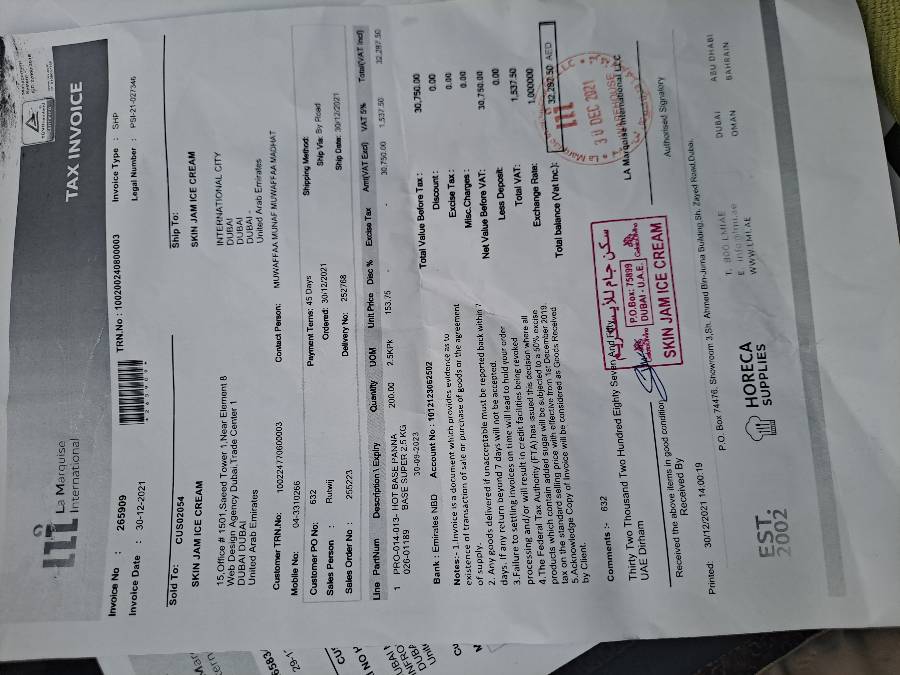 La Marquise
International
TAX INVOICE
Invoice No : 265909
TRN.No : 100200240800003
Invoice Type : SHP
Invoice Date : 30-12-2021
Legal Number : PSI-21-027346
Sold To: CUS02054
Ship To:
SKIN JAM ICE CREAM
SKIN JAM ICE CREAM
15,Office # 1501,Saeed Tower 1,Near Element 8
Web Design Agency Dubai,Trade Center 1
DUBAI DUBAI
United Arab Emirates
INTERNATIONAL CITY
DUBAI
DUBAI
DUBAI -
United Arab Emirates
Customer TRN.No: 100224770600003
Contact Person: MUWAFFAA MUNAF MUWAFFAA MADHAT
Mobile No: 04-3310266
Customer PO No: 632
Payment Terms: 45 Days
Shipping Method:
Sales Person : Rutwij
Ordered: 30/12/2021
Ship Via: By Road
Sales Order No : 255223
Delivery No: 252768
Ship Date: 30/12/2021
Line PartNum Description \ Expiry Quantity UOM Unit Price Disc % Excise Tax Amt(VAT Excl) VAT 5% Total(VAT Incl)
1 PRO-014-013- HOT BASE PANNA 200.00 2.5KPk 153.75 - - 30,750.00 1,537.50 32,287.50
026-01189 BASE SUPER 2.5 KG
30-09-2023
Bank : Emirates NBD Account No : 1012123062502
Total Value Before Tax : 30,750.00
Discount : 0.00
Excise Tax : 0.00
Misc.Charges : 0.00
Net Value Before VAT: 30,750.00
Less Deposit: 0.00
Total VAT: 1,537.50
Exchange Rate: 1.000000
Total balance (Vat Inc): 32,287.50 AED
Notes:- 1.Invoice is a document which provides evidence as to
existence of transaction of sale or purchase of goods or the agreement
of supply.
2. Any goods delivered if unacceptable must be reported back within 7
days. If any return beyond 7 days will not be accepted.
3.Failure to settling invoices on time will lead to hold your order
processing and/or will result in credit facilities being revoked
4.The Federal Tax Authority (FTA) has issued this decision where all
products which contain added sugar will be subjected to a 50% excise
tax on the standard selling price with effective from 1st December 2019.
5.Acknowledge Copy of Invoice will be considered as Goods Received
by Client.
Comments :- 632
Thirty Two Thousand Two Hundred Eighty Seven And Fifty
UAE Dirham
La Marquise International LLC
30 DEC 2021
WAREHOUSE
سكن جام للآيسكريم
P.O.Box: 75899
DUBAI - U.A.E.
SKIN JAM ICE CREAM
Received the above items in good condition
Received By
Authorised Signatory
Printed: 30/12/2021 14:00:19
P.O. Box 74476, Showroom 3,Sh. Ahmed Bin-Juma Building,Sh. Zayed Road,Dubai.
EST.
2002
HORECA
SUPPLIES
T. 800 LMIAE
E. info@lmi.ae
WWW.LMI.AE
DUBAI
OMAN
ABU DHABI
BAHRAIN